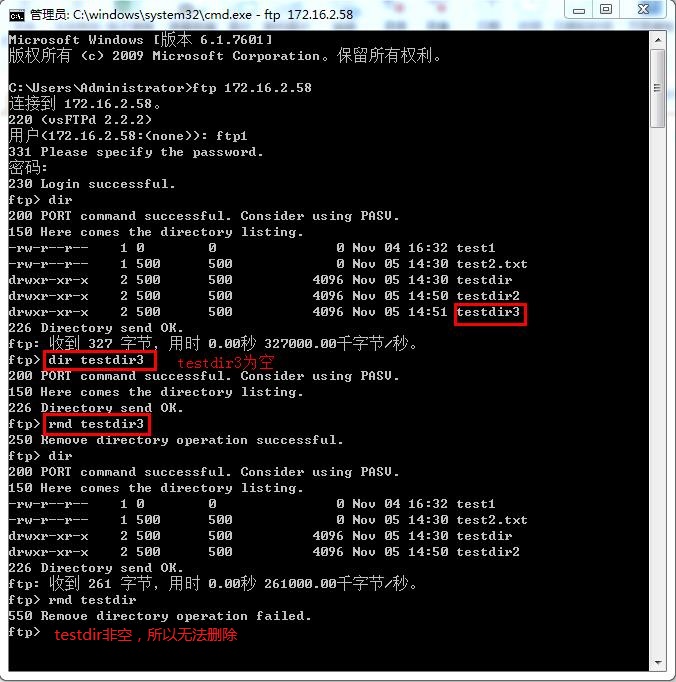 管理员: C:\windows\system32\cmd.exe - ftp  172.16.2.58
Microsoft Windows [版本 6.1.7601]
版权所有 (c) 2009 Microsoft Corporation。保留所有权利。
C:\Users\Administrator>ftp 172.16.2.58
连接到 172.16.2.58。
220 (vsFTPd 2.2.2)
用户(172.16.2.58:(none)): ftp1
331 Please specify the password.
密码:
230 Login successful.
ftp> dir
200 PORT command successful. Consider using PASV.
150 Here comes the directory listing.
-rw-r--r--    1 0        0               0 Nov 04 16:32 test1
-rw-r--r--    1 500      500             0 Nov 05 14:30 test2.txt
drwxr-xr-x    2 500      500          4096 Nov 05 14:30 testdir
drwxr-xr-x    2 500      500          4096 Nov 05 14:50 testdir2
drwxr-xr-x    2 500      500          4096 Nov 05 14:51 testdir3
226 Directory send OK.
ftp: 收到 327 字节，用时 0.00秒 327000.00千字节/秒。
ftp> dir testdir3 testdir3为空
200 PORT command successful. Consider using PASV.
150 Here comes the directory listing.
226 Directory send OK.
ftp> rmd testdir3
250 Remove directory operation successful.
ftp> dir
200 PORT command successful. Consider using PASV.
150 Here comes the directory listing.
-rw-r--r--    1 0        0               0 Nov 04 16:32 test1
-rw-r--r--    1 500      500             0 Nov 05 14:30 test2.txt
drwxr-xr-x    2 500      500          4096 Nov 05 14:30 testdir
drwxr-xr-x    2 500      500          4096 Nov 05 14:50 testdir2
226 Directory send OK.
ftp: 收到 261 字节，用时 0.00秒 261000.00千字节/秒。
ftp> rmd testdir
550 Remove directory operation failed.
ftp> testdir非空，所以无法删除